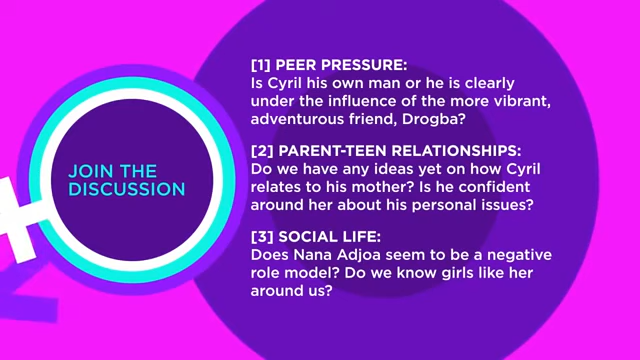 JOIN THE
DISCUSSION
[1] PEER PRESSURE:
Is Cyril his own man or he is clearly
under the influence of the more vibrant,
adventurous friend, Drogba?
[2] PARENT-TEEN RELATIONSHIPS:
Do we have any ideas yet on how Cyril
relates to his mother? Is he confident
around her about his personal issues?
[3] SOCIAL LIFE:
Does Nana Adjoa seem to be a negative
role model? Do we know girls like her
around us?